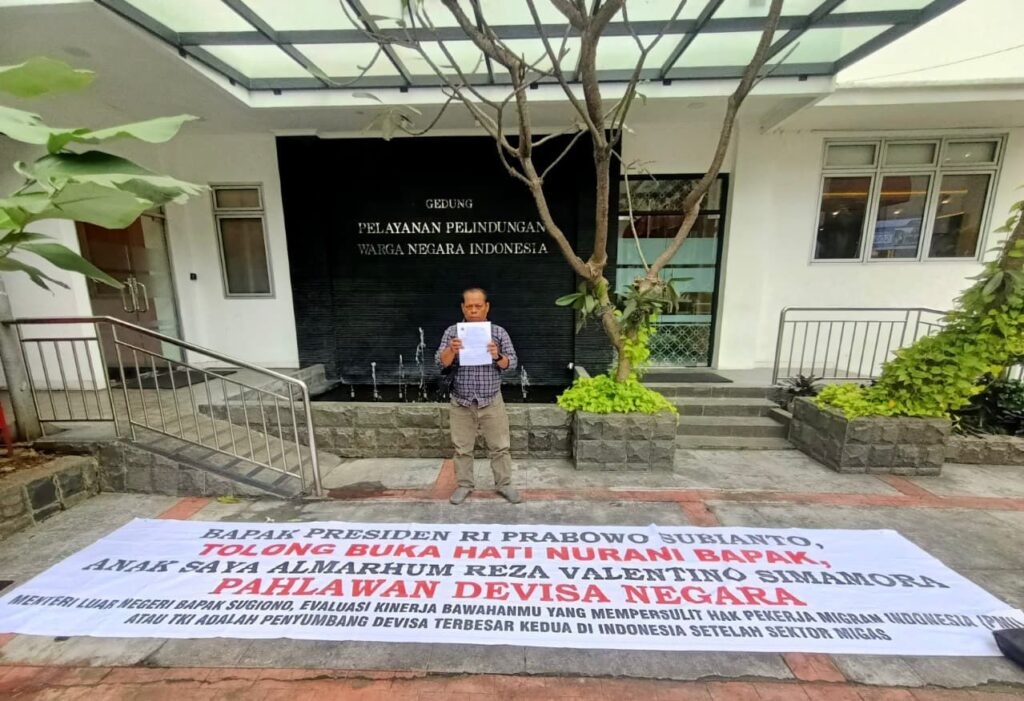 GEDUNG
PELAYANAN PELINDUNGAN
WARGA NEGARA INDONESIA
BAPAK PRESIDEN RI PRABOWO SUBIANTO,
TOLONG BUKA HATI NURANI BAPAK,
ANAK SAYA ALMARHUM REZA VALENTINO SIMAMORA
PAHLAWAN DEVISA NEGARA
MENTERI LUAR NEGERI BAPAK SUGIONO, EVALUASI KINERJA BAWAHANMU YANG MEMPERSULIT HAK PEKERJA MIGRAN INDONESIA (PMI)
ATAU TKI ADALAH PENYUMBANG DEVISA TERBESAR KEDUA DI INDONESIA SETELAH SEKTOR MIGAS